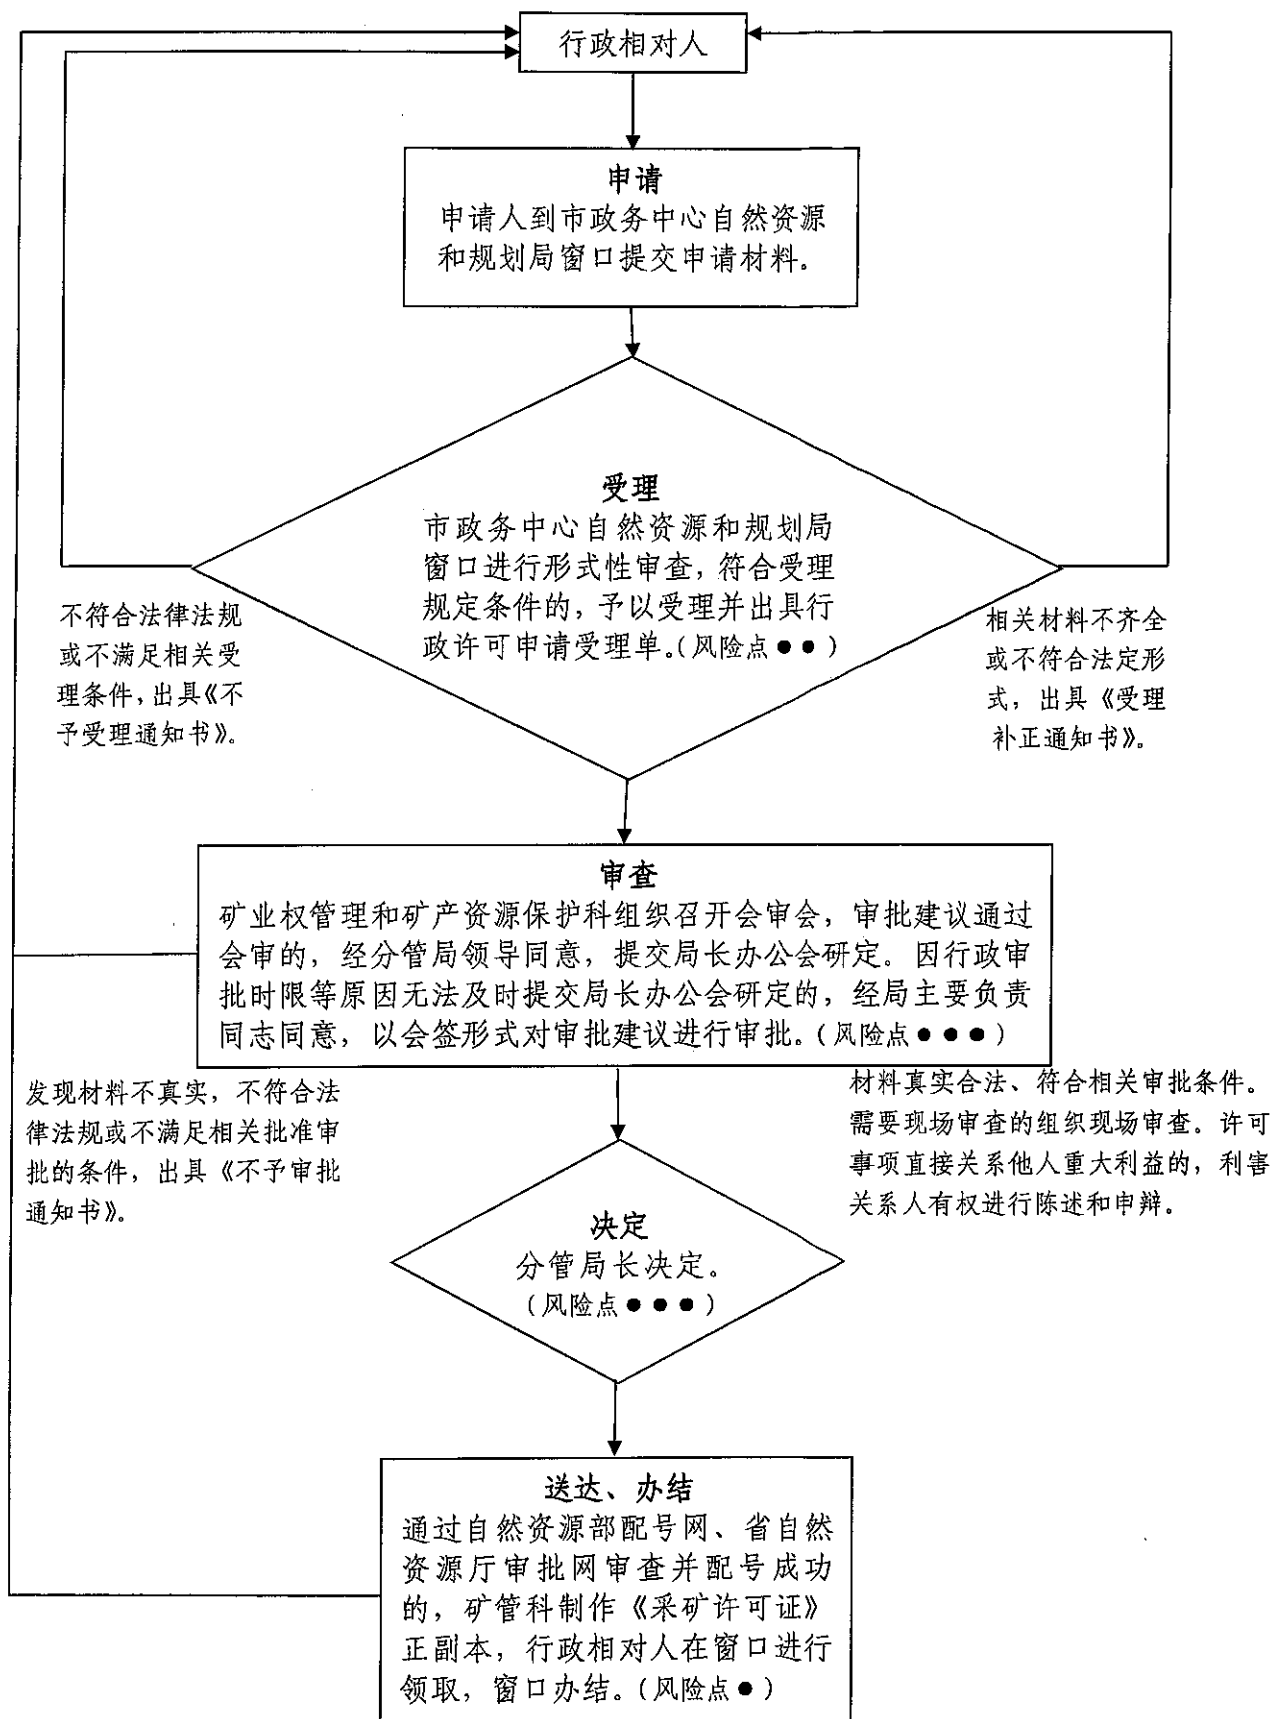 行政相对人
申请
申请人到市政务中心自然资源
和规划局窗口提交申请材料。
受理
市政务中心自然资源和规划局
窗口进行形式性审查，符合受理
规定条件的，予以受理并出具行
政许可申请受理单。（风险点●●）
不符合法律法规
或不满足相关受
理条件，出具《不
予受理通知书》。
相关材料不齐全
或不符合法定形
式，出具《受理
补正通知书》。
审查
矿业权管理和矿产资源保护科组织召开会审会，审批建议通过
会审的，经分管局领导同意，提交局长办公会研定。因行政审
批时限等原因无法及时提交局长办公会研定的，经局主要负责
同志同意，以会签形式对审批建议进行审批。（风险点●●●）
发现材料不真实，不符合法
律法规或不满足相关批准审
批的条件，出具《不予审批
通知书》。
材料真实合法、符合相关审批条件。
需要现场审查的组织现场审查。许可
事项直接关系他人重大利益的，利害
关系人有权进行陈述和申辩。
决定
分管局长决定。
（风险点●●●）
送达、办结
通过自然资源部配号网、省自然
资源厅审批网审查并配号成功
的，矿管科制作《采矿许可证》
正副本，行政相对人在窗口进行
领取，窗口办结。（风险点●）